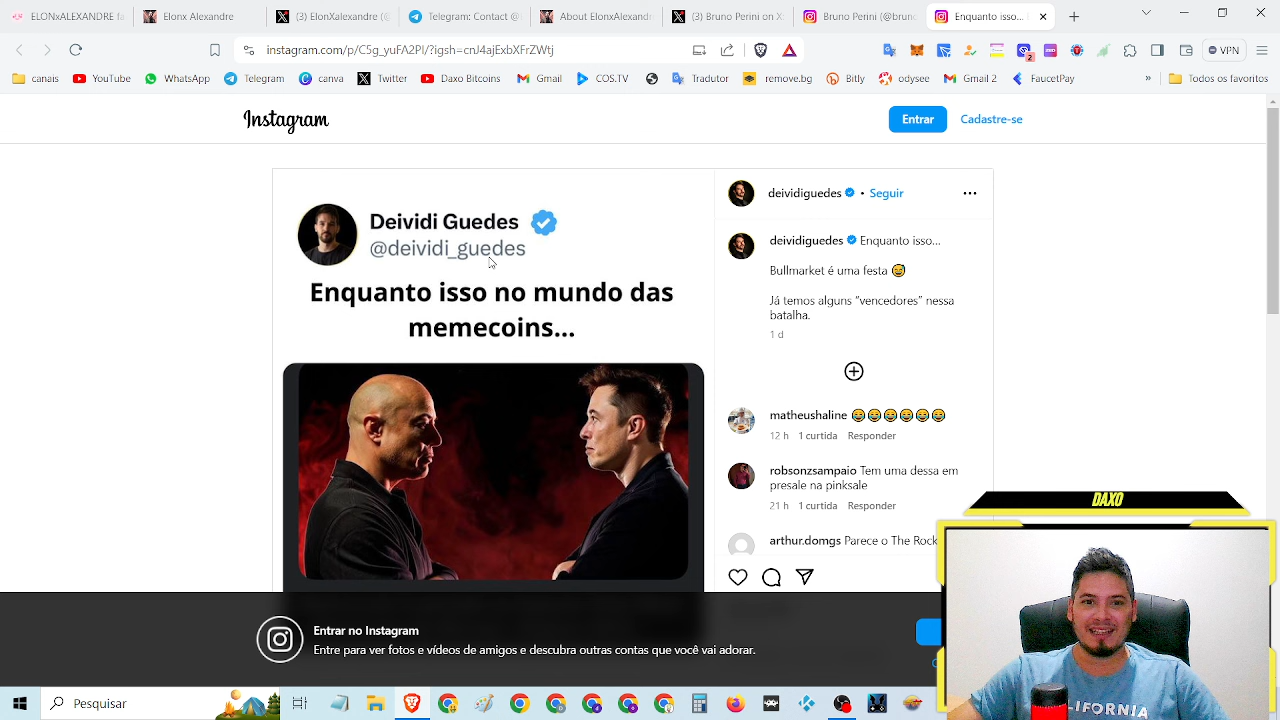 ElonXAlexandre fa
Elonx Alexandre
(3) ElonXalexandre (@
Telegram: Contact @
About ElonxAlexandr
(3) Bruno Perini on X:
Bruno Perini (@brun
Enquanto isso...
instagram.com/p/C5g_yuFA2PI/?igsh=cnJ4ajExbXFrZWtj
VPN
canais
YouTube
WhatsApp
Telegram
canva
Twitter
Daxo Bitcoins
Gmail
COS.TV
Tradutor
remove.bg
bitly
odysee
Gmail 2
FaucetPay
»
Todos os favoritos
2
Instagram
Entrar
Cadastre-se
Deividi Guedes
@deividi_guedes
Enquanto isso no mundo das
memecoins...
deividiguedes • Seguir
deividiguedes Enquanto isso...
Bullmarket é uma festa 😅
Já temos alguns “vencedores” nessa
batalha.
1 d
matheushaline 😂😂😂😂😂😂
12 h 1 curtida Responder
robsonzsampaio Tem uma dessa em
presale na pinksale
21 h 1 curtida Responder
arthur.domgs Parece o The Rock
DAXO
Entrar no Instagram
Entre para ver fotos e vídeos de amigos e descubra outras contas que você vai adorar.
CALIFORNIA
Pesquisar